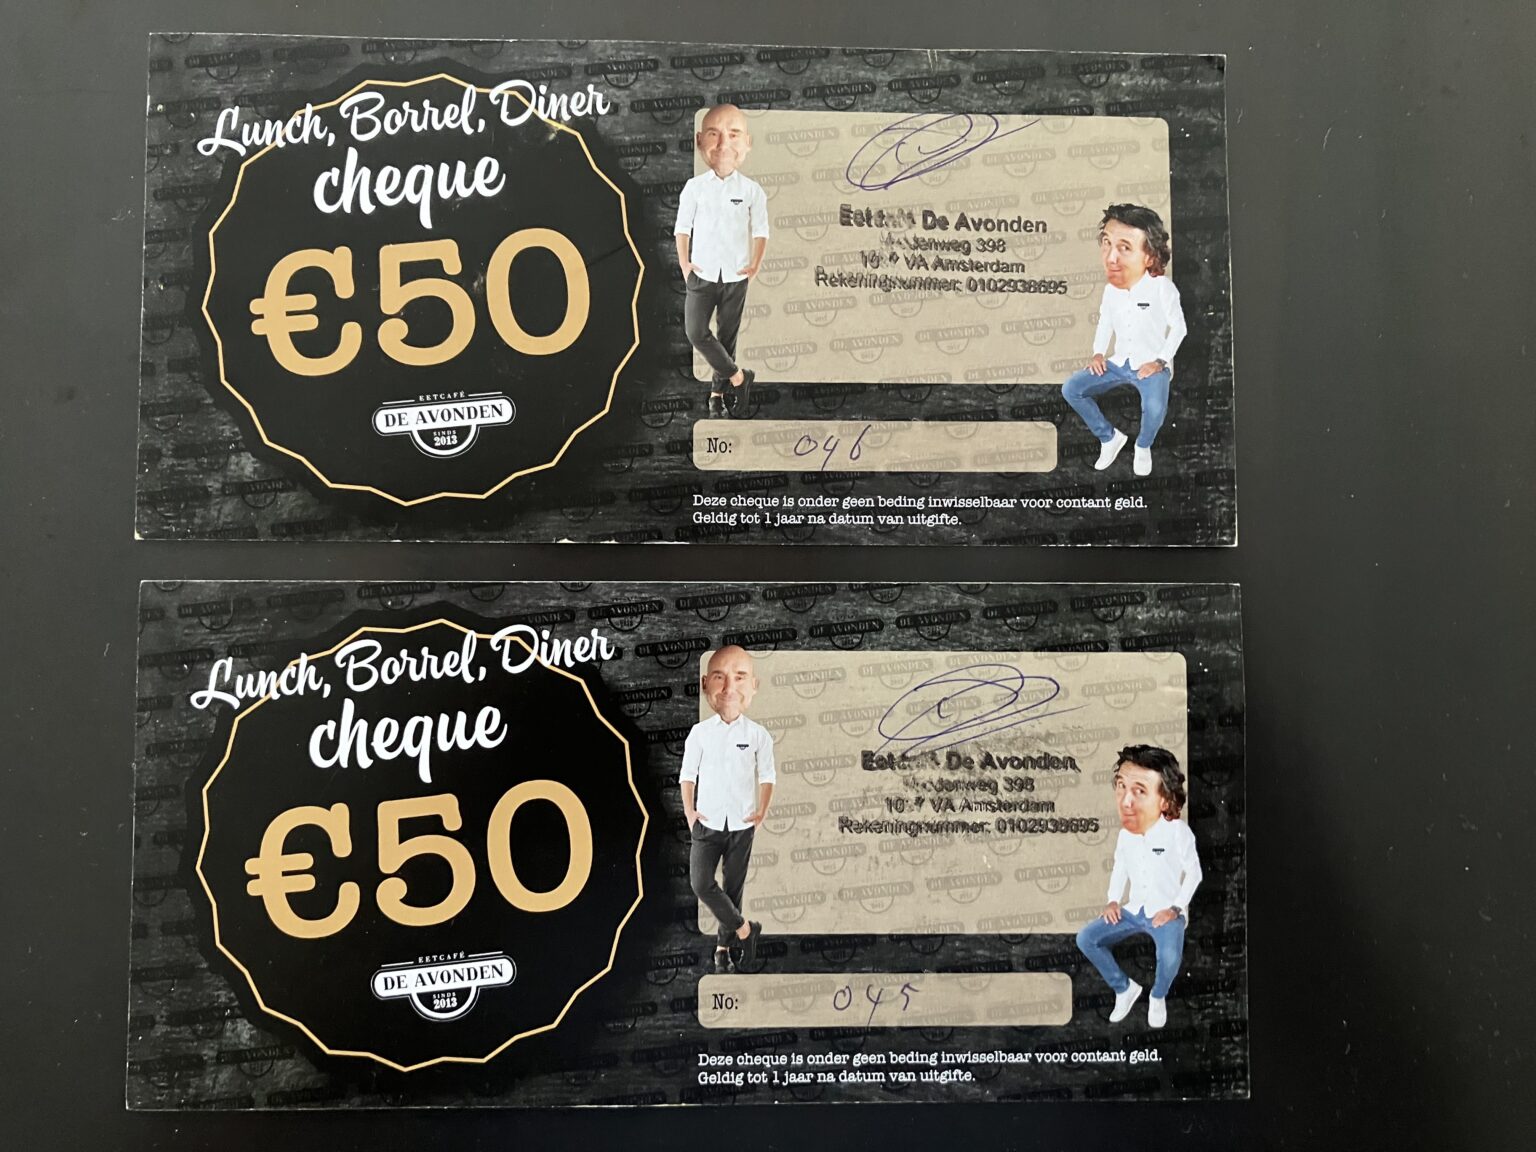 Lunch, Borrel, Diner
cheque
€50
EETCAFÉ
DE AVONDEN
SINDS
2013
De Avonden
398
VA Amsterdam
Rekeningnummer: 0102938695
No: 046
Deze cheque is onder geen beding inwisselbaar voor contant geld.
Geldig tot 1 jaar na datum van uitgifte.
Lunch, Borrel, Diner
cheque
€50
EETCAFÉ
DE AVONDEN
SINDS
2013
De Avonden
398
VA Amsterdam
Rekeningnummer: 0102938695
No: 045
Deze cheque is onder geen beding inwisselbaar voor contant geld.
Geldig tot 1 jaar na datum van uitgifte.